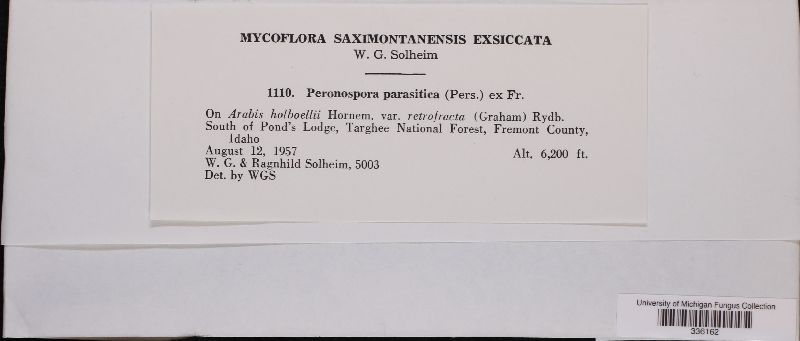 MYCOFLORA SAXIMONTANENSIS EXSICCATA
W. G. Solheim
1110. Peronospora parasitica (Pers.) ex Fr.
On Arabis holboellii Hornem. var. retrofracta (Graham) Rydb.
South of Pond's Lodge, Targhee National Forest, Fremont County,
Idaho
August 12, 1957 Alt. 6,200 ft.
W. G. & Ragnhild Solheim, 5003
Det. by WGS
University of Michigan Fungus Collection
336162